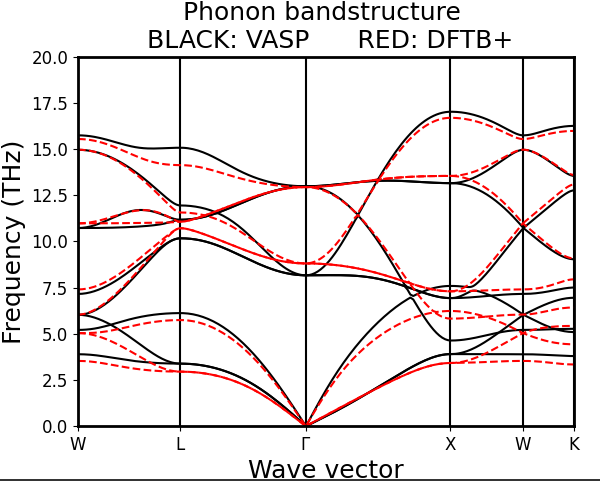 Phonon bandstructure
BLACK: VASP RED: DFTB+
Frequency (THz)
20.0
17.5
15.0
12.5
10.0
7.5
5.0
2.5
0.0
W L Γ X W K
Wave vector